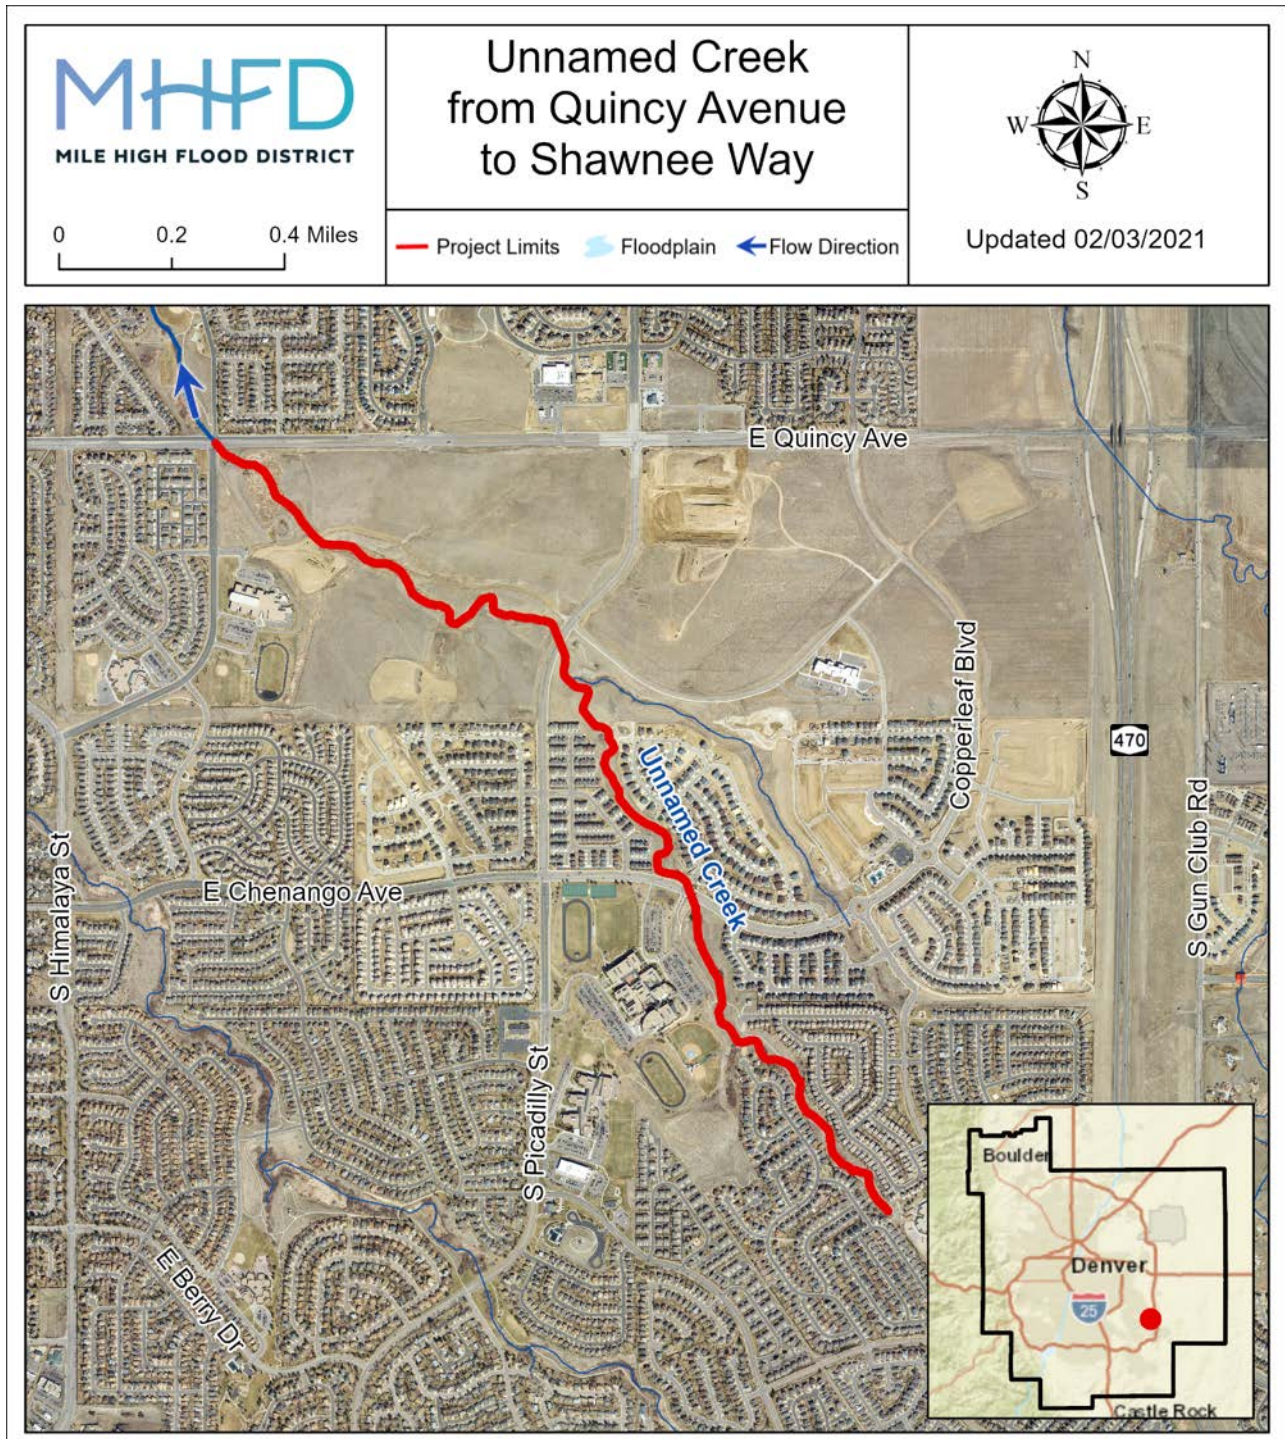 MHFD
MILE HIGH FLOOD DISTRICT
0 0.2 0.4 Miles
Unnamed Creek
from Quincy Avenue
to Shawnee Way
Project Limits Floodplain Flow Direction
N
W E
S
Updated 02/03/2021
E Quincy Ave
Copperleaf Blvd
470
Unnamed Creek
S Gun Club Rd
S Himalaya St
E Chenango Ave
S Picadilly St
E Berry Dr
Boulder
Denver
25
Castle Rock